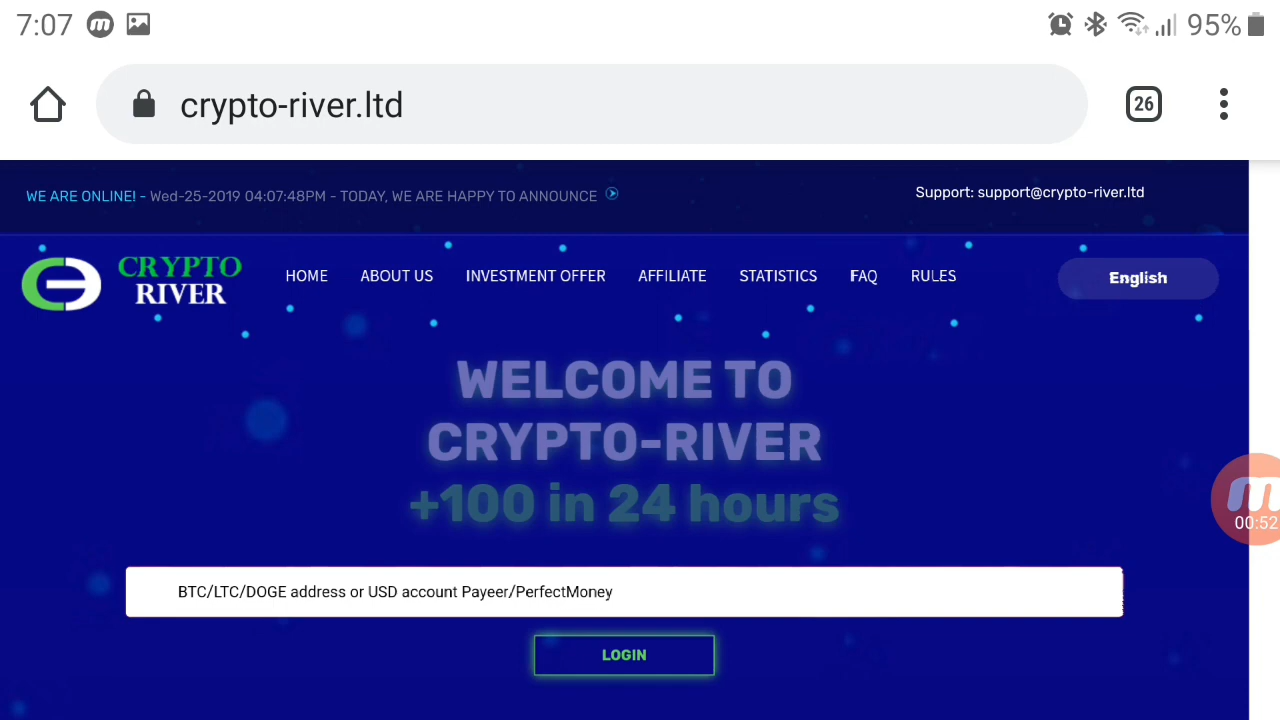 7:07 95%
crypto-river.ltd 26
WE ARE ONLINE! - Wed-25-2019 04:07:48PM - TODAY, WE ARE HAPPY TO ANNOUNCE
Support: support@crypto-river.ltd
CRYPTO
RIVER
HOME ABOUT US INVESTMENT OFFER AFFILIATE STATISTICS FAQ RULES
English
WELCOME TO
CRYPTO-RIVER
+100 in 24 hours
00:52
BTC/LTC/DOGE address or USD account Payeer/PerfectMoney
LOGIN